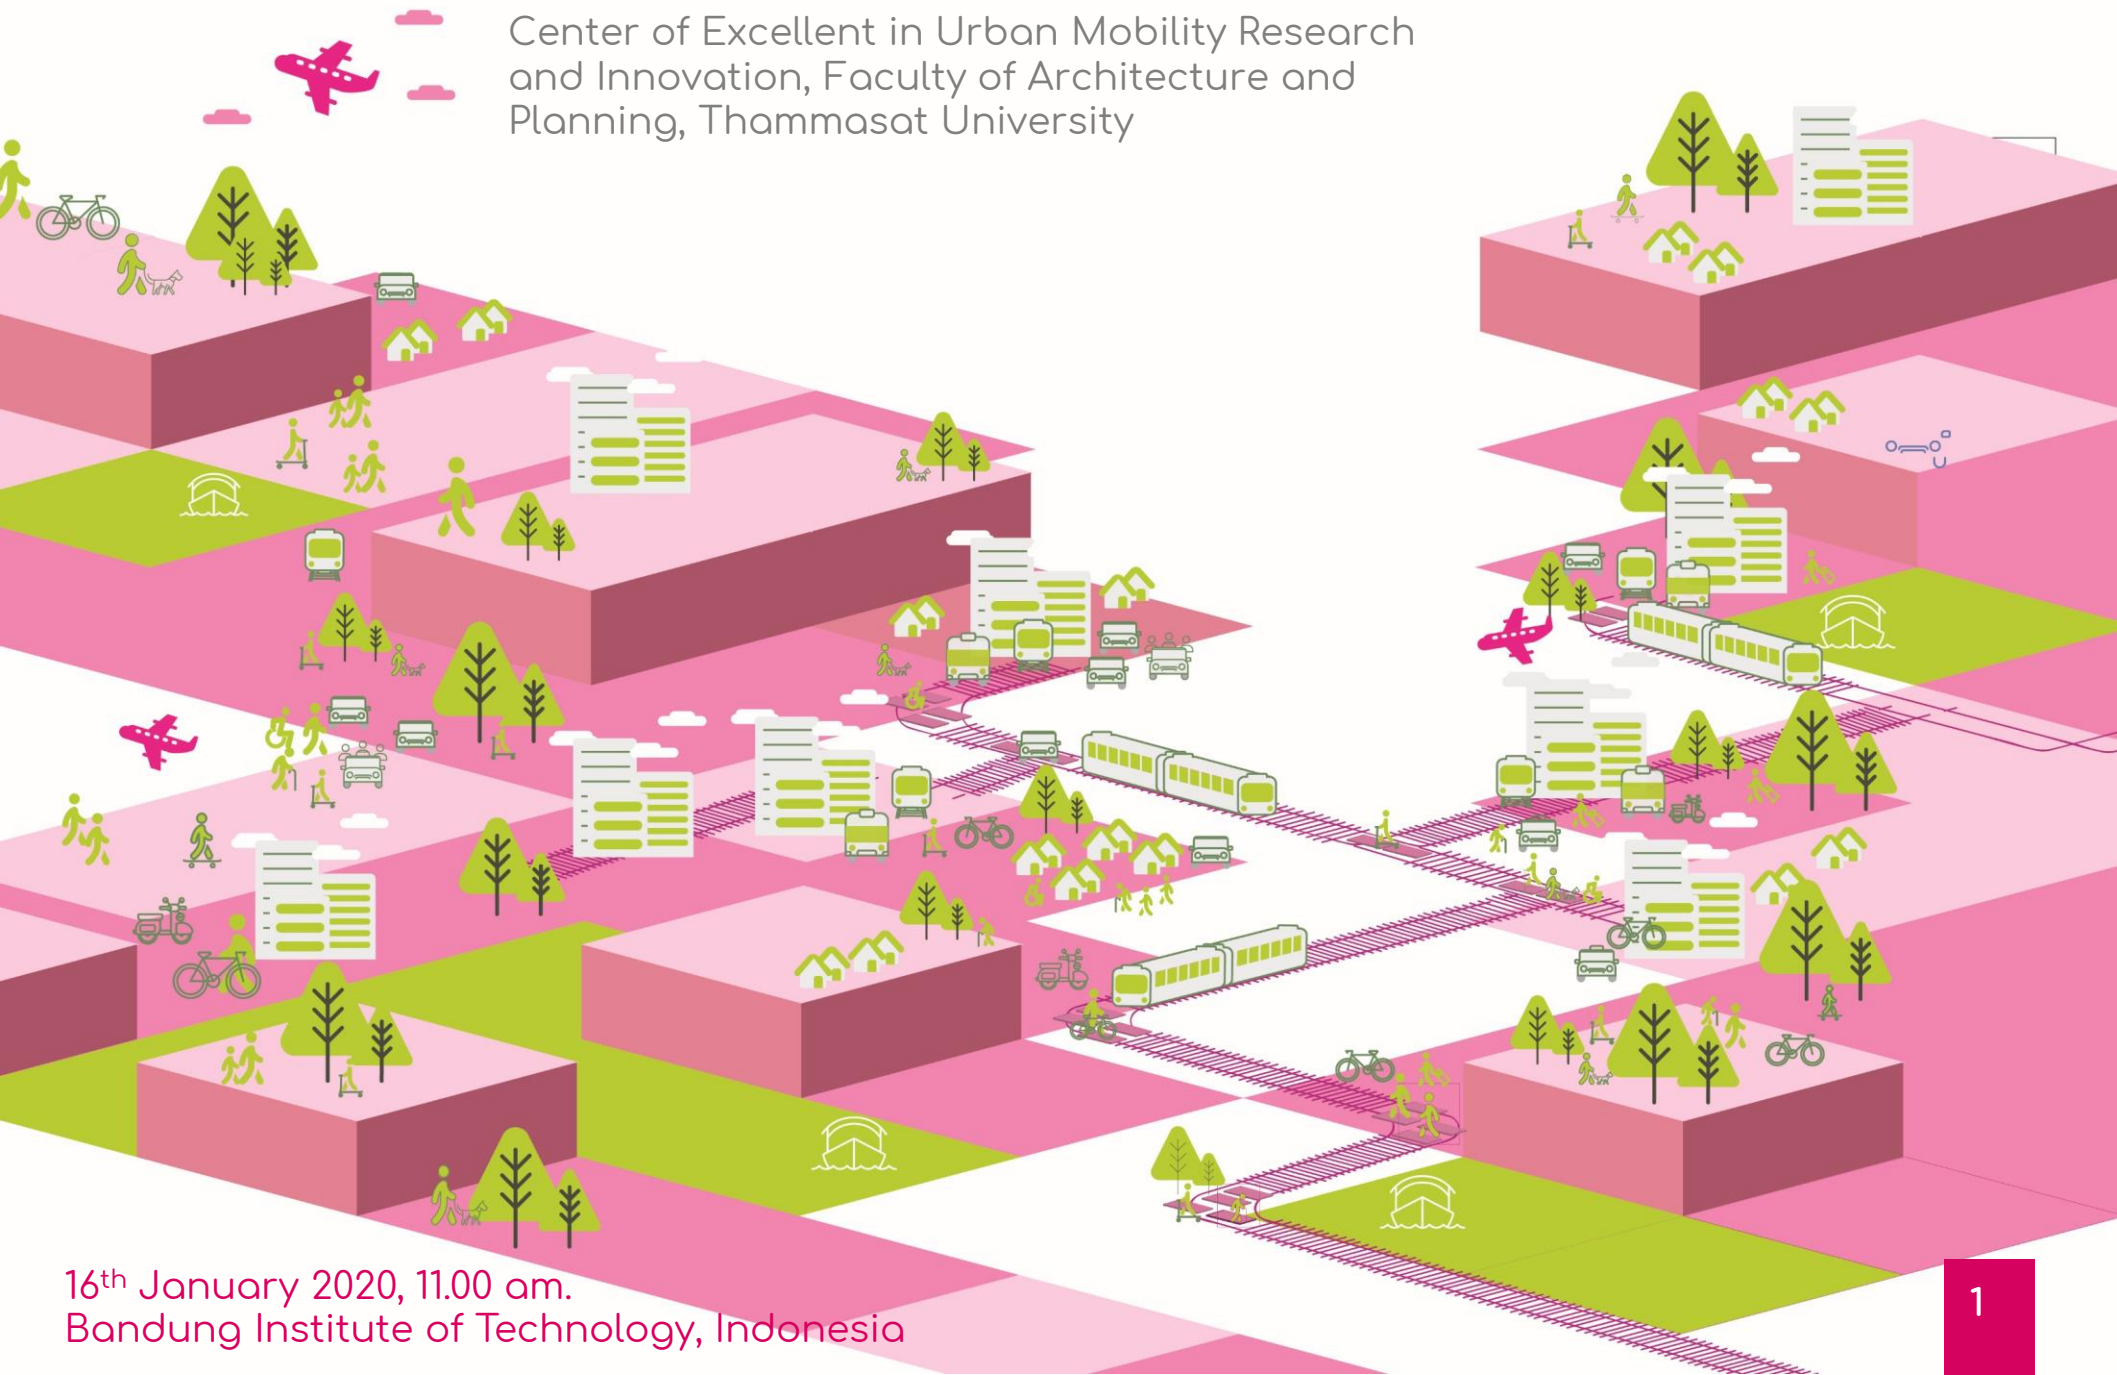 Center of Excellent in Urban Mobility Research
and Innovation, Faculty of Architecture and
Planning, Thammasat University
16th January 2020, 11.00 am.
Bandung Institute of Technology, Indonesia
1